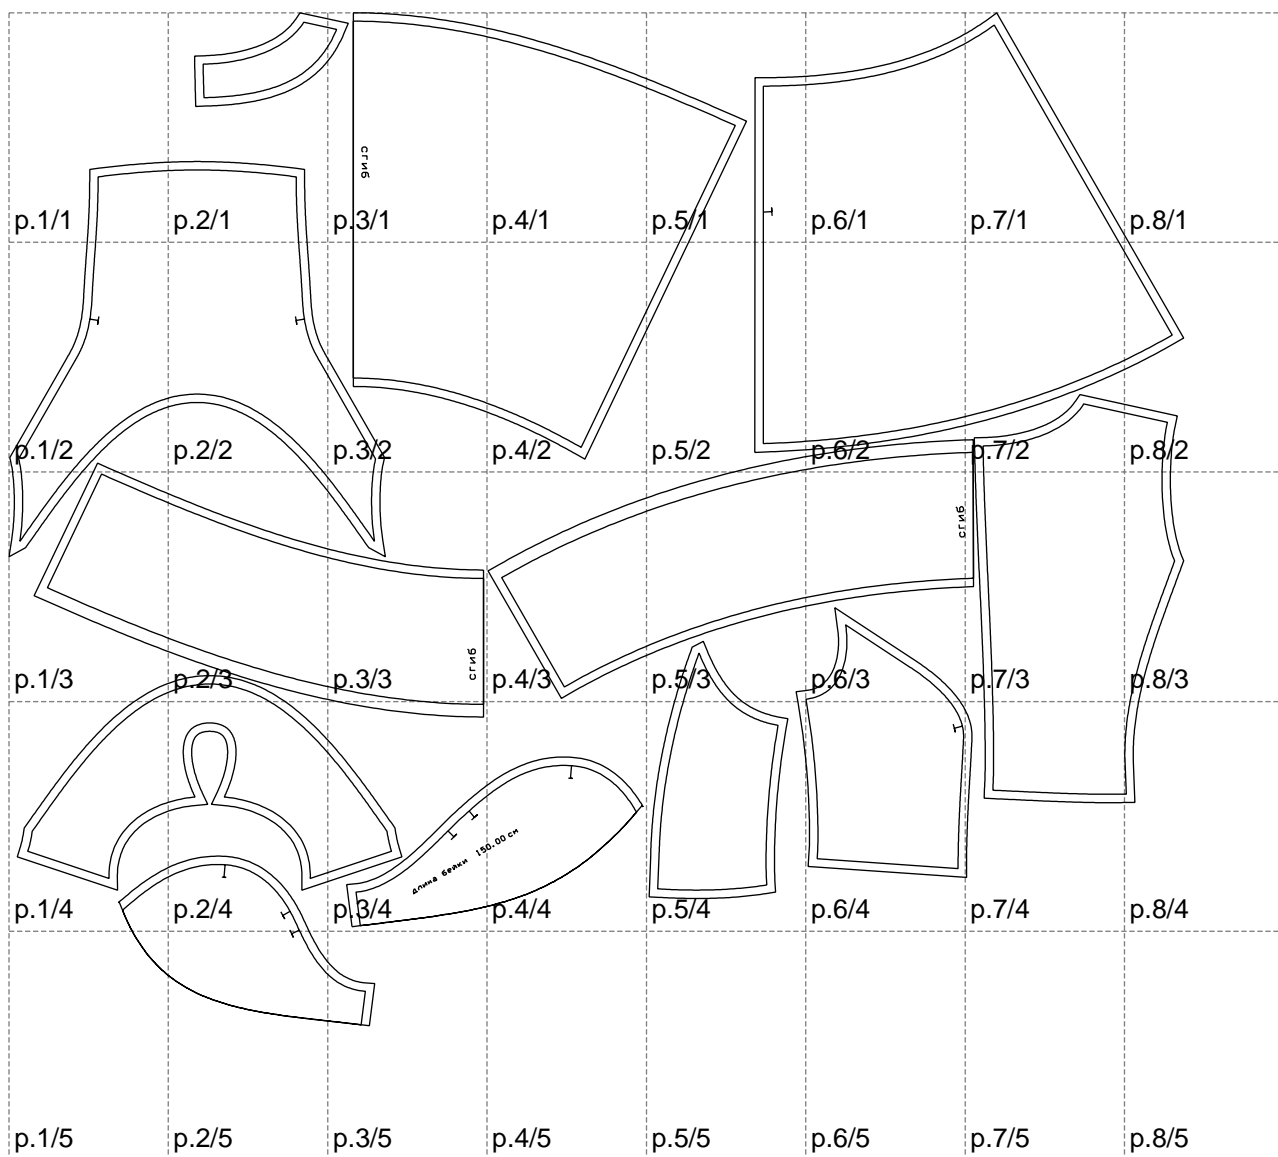 сгиб
p.1/1 p.2/1 p.3/1 p.4/1 p.5/1 p.6/1 p.7/1 p.8/1
p.1/2 p.2/2 p.3/2 p.4/2 p.5/2 p.6/2 p.7/2 p.8/2
сгиб
сгиб
p.1/3 p.2/3 p.3/3 p.4/3 p.5/3 p.6/3 p.7/3 p.8/3
длина бейки 150.00 см
p.1/4 p.2/4 p.3/4 p.4/4 p.5/4 p.6/4 p.7/4 p.8/4
p.1/5 p.2/5 p.3/5 p.4/5 p.5/5 p.6/5 p.7/5 p.8/5